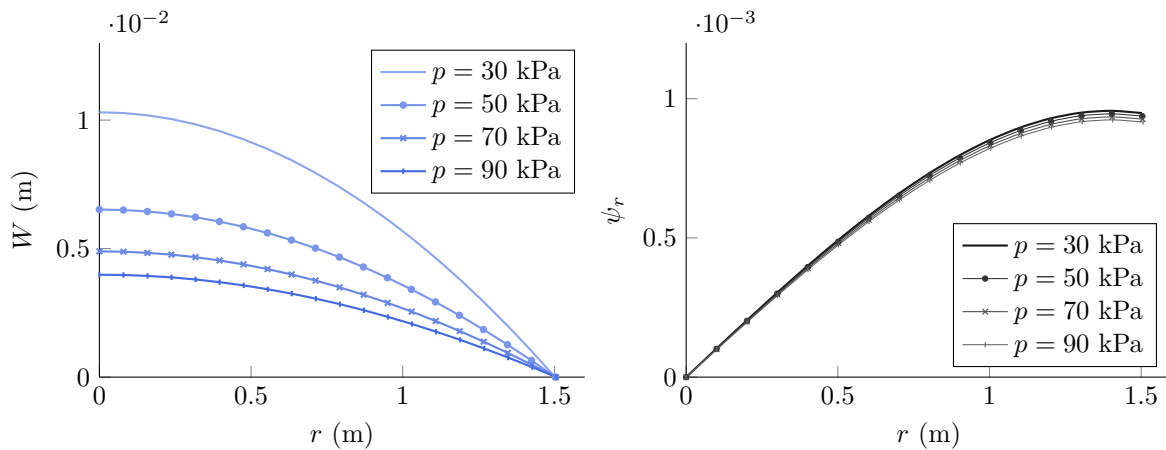 ·10⁻²
W (m)
1
0.5
0
0
0.5
1
1.5
r (m)
p = 30 kPa
p = 50 kPa
p = 70 kPa
p = 90 kPa
·10⁻³
ψᵣ
1
0.5
0
0
0.5
1
1.5
r (m)
p = 30 kPa
p = 50 kPa
p = 70 kPa
p = 90 kPa